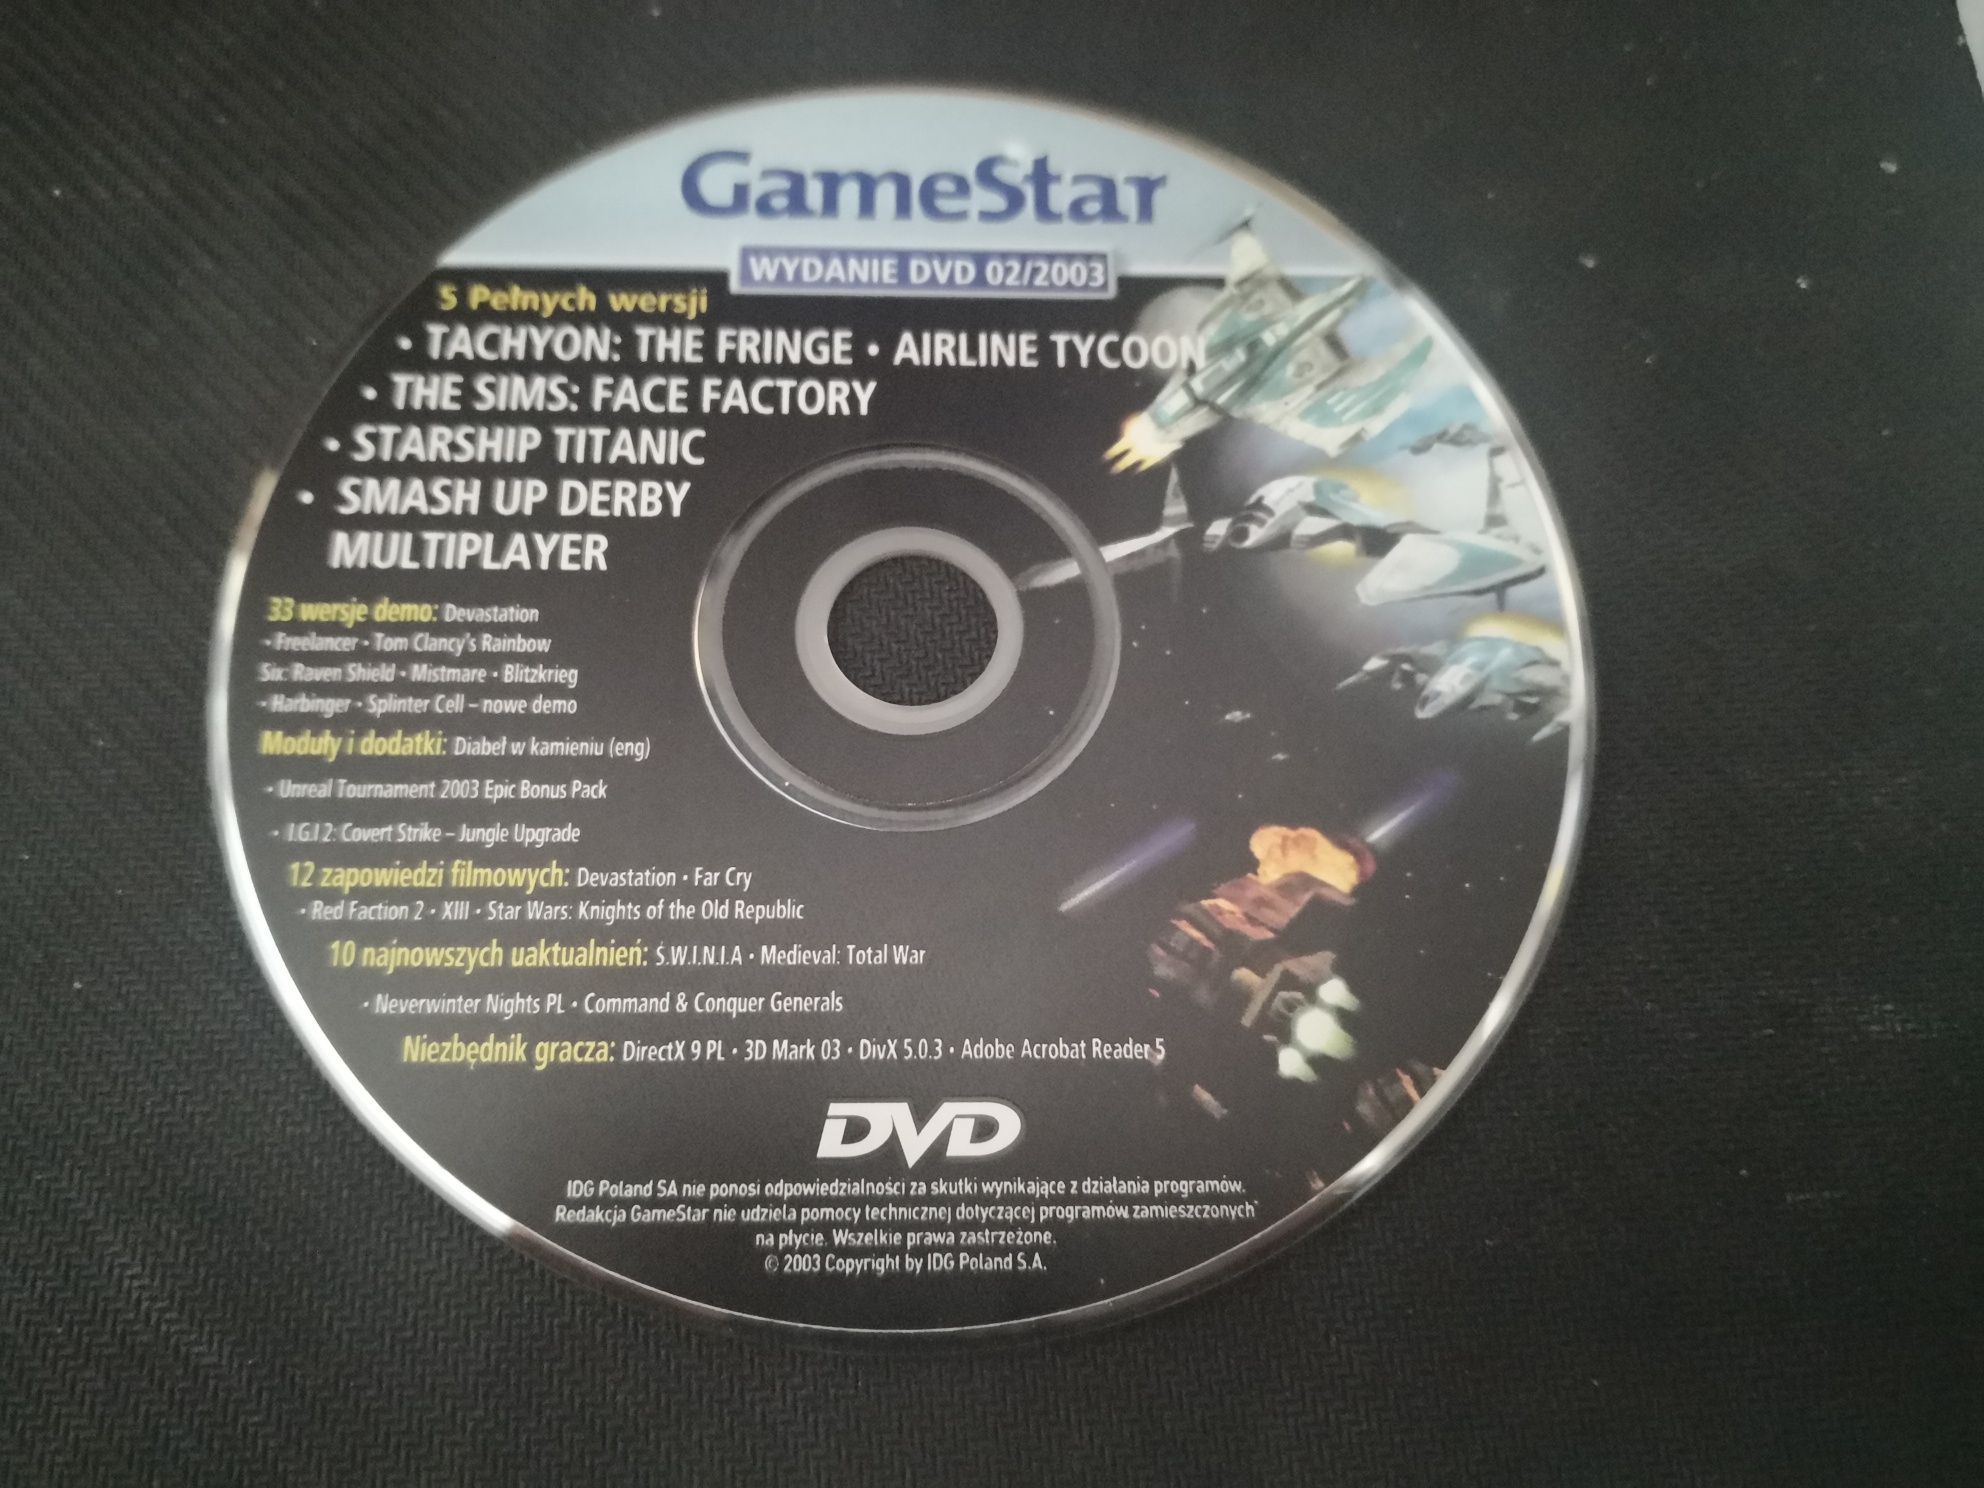 GameStar
WYDANIE DVD 02/2003
5 Pełnych wersji
• TACHYON: THE FRINGE • AIRLINE TYCOON
• THE SIMS: FACE FACTORY
• STARSHIP TITANIC
• SMASH UP DERBY
MULTIPLAYER
33 wersje demo: Devastation
• Freelancer • Tom Clancy's Rainbow
Six: Raven Shield • Mistmare • Blitzkrieg
• Harbinger • Splinter Cell – nowe demo
Moduły i dodatki: Diabeł w kamieniu (eng)
• Unreal Tournament 2003 Epic Bonus Pack
• I.G.I 2: Covert Strike – Jungle Upgrade
12 zapowiedzi filmowych: Devastation • Far Cry
• Red Faction 2 • XIII • Star Wars: Knights of the Old Republic
10 najnowszych uaktualnień: Ś.W.I.N.I.A • Medieval: Total War
• Neverwinter Nights PL • Command & Conquer Generals
Niezbędnik gracza: DirectX 9 PL • 3D Mark 03 • DivX 5.0.3 • Adobe Acrobat Reader 5
DVD
IDG Poland SA nie ponosi odpowiedzialności za skutki wynikające z działania programów.
Redakcja GameStar nie udziela pomocy technicznej dotyczącej programów zamieszczonych
na płycie. Wszelkie prawa zastrzeżone.
© 2003 Copyright by IDG Poland S.A.